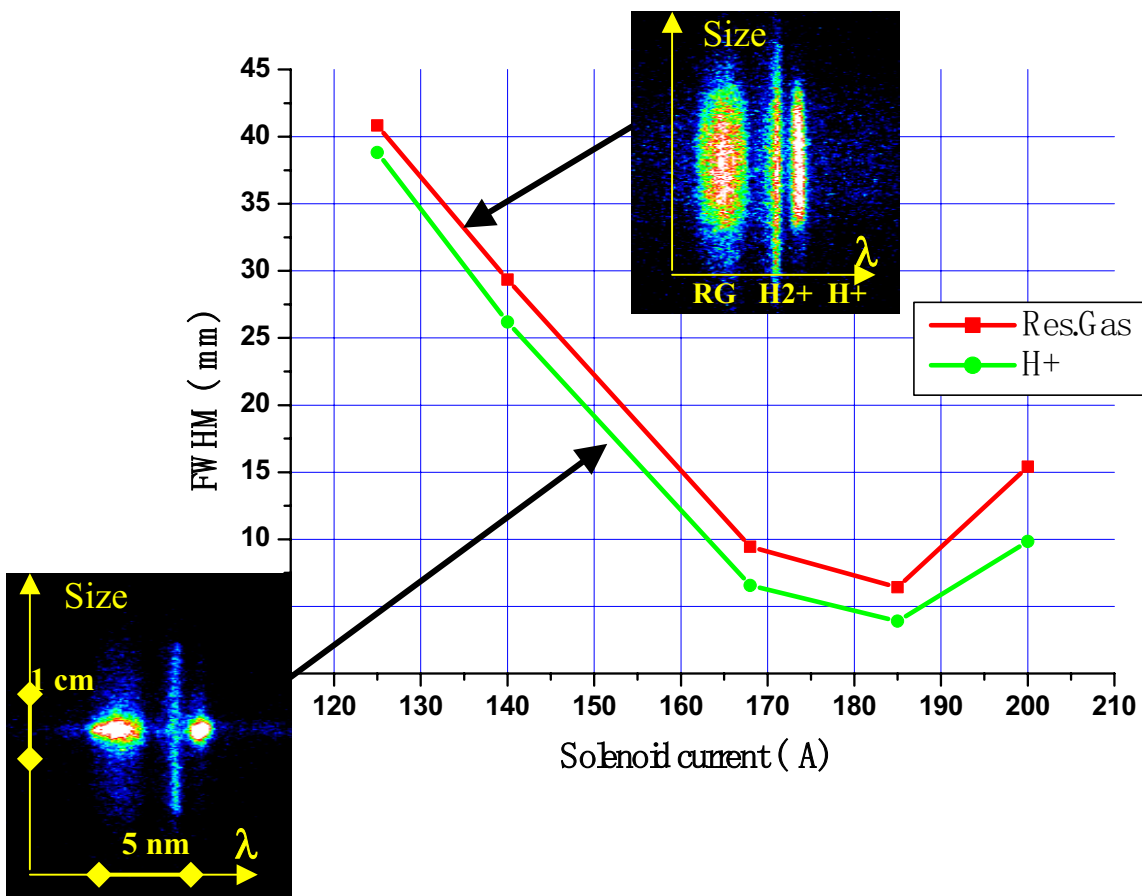 Size
λ
RG H2+ H+
45
40
35
30
25
20
15
10
FWHM (mm)
Res.Gas
H+
Size
1 cm
5 nm
λ
120 130 140 150 160 170 180 190 200 210
Solenoid current (A)